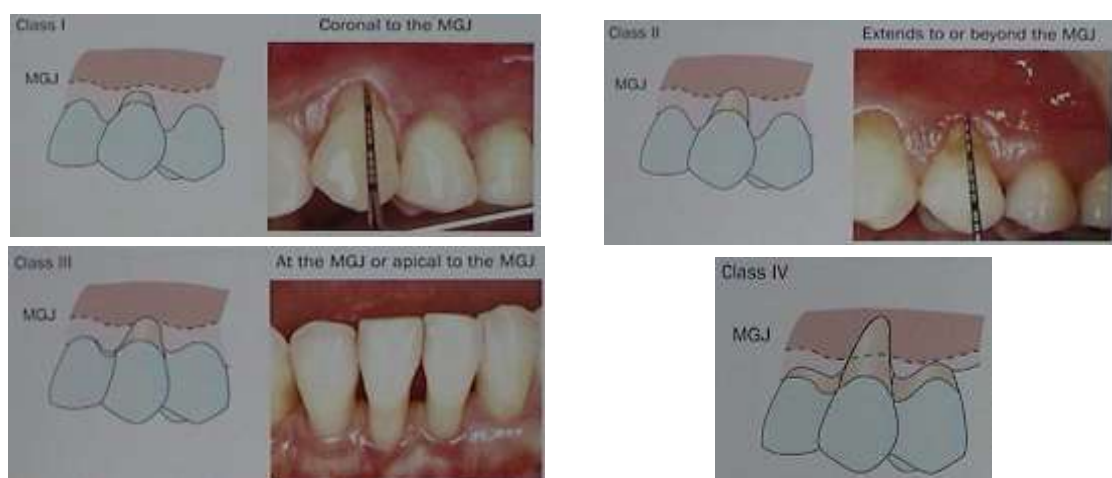 Class I
Coronal to the MGJ
MGJ
Class II
Extends to or beyond the MGJ
MGJ
Class III
At the MGJ or apical to the MGJ
MGJ
Class IV
MGJ